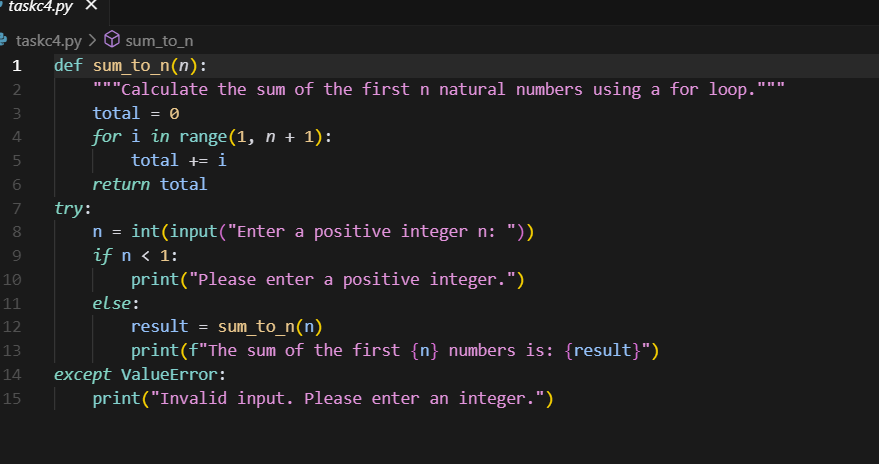 taskc4.py ×
taskc4.py > sum_to_n
1 def sum_to_n(n):
2     """Calculate the sum of the first n natural numbers using a for loop."""
3     total = 0
4     for i in range(1, n + 1):
5         total += i
6     return total
7 try:
8     n = int(input("Enter a positive integer n: "))
9     if n < 1:
10         print("Please enter a positive integer.")
11     else:
12         result = sum_to_n(n)
13         print(f"The sum of the first {n} numbers is: {result}")
14 except ValueError:
15     print("Invalid input. Please enter an integer.")